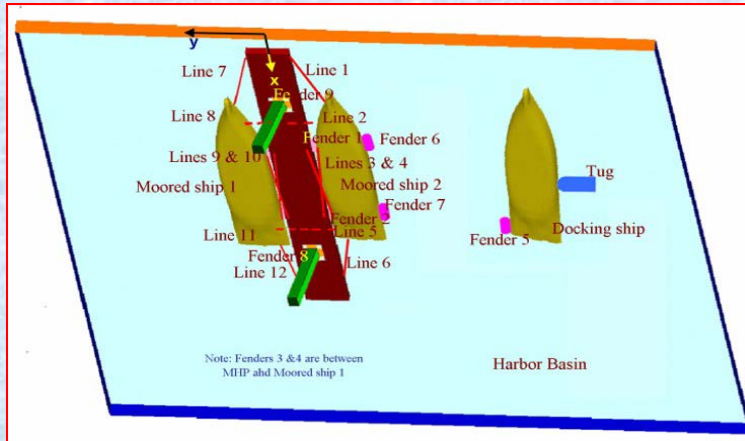 y
x
Line 7
Line 1
Fender 9
Line 8
Line 2
Fender 1
Fender 6
Lines 9 & 10
Lines 3 & 4
Moored ship 1
Moored ship 2
Tug
Fender 7
Fender 2
Line 11
Line 5
Docking ship
Fender 5
Fender 8
Line 12
Line 6
Note: Fenders 3 &4 are between
MHP ahd Moored ship 1
Harbor Basin